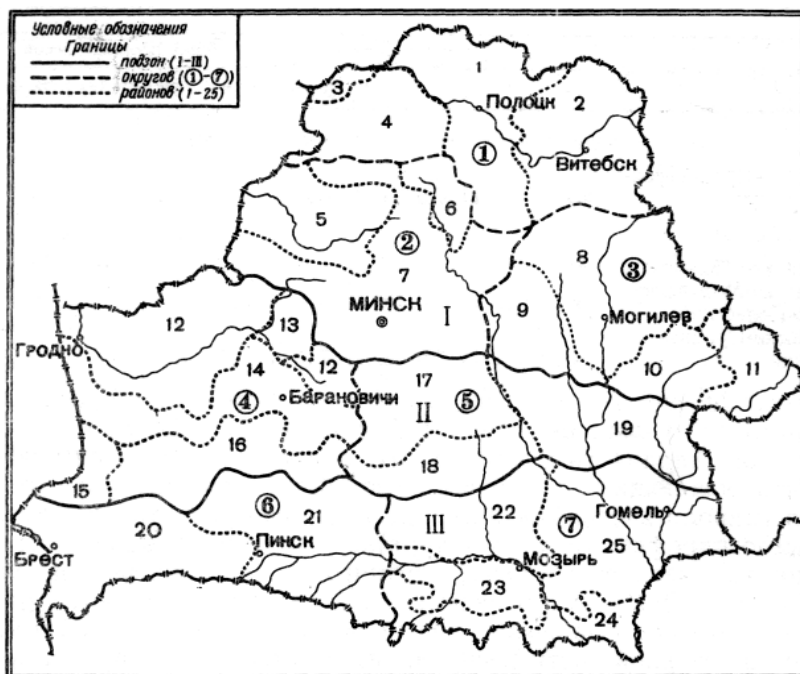 Условные обозначения
Границы
подзон (I-III)
округов (①-⑦)
районов (1-25)
1
3
Полоцк
2
4
①
Витебск
5
6
②
8
③
7
9
МИНСК
I
Могилев
12
13
Гродно
10
11
14
12
17
④
Барановичи
II
⑤
19
16
18
15
⑥
21
III
22
⑦
Гомель
20
25
Брест
Пинск
Мозырь
23
24